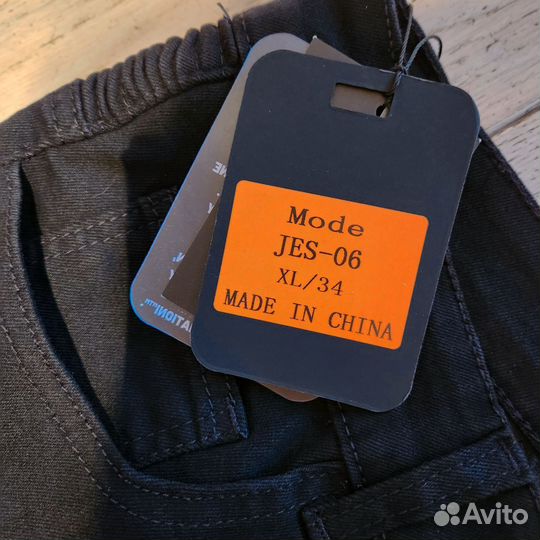 Mode
JES-06
XL/34
MADE IN CHINA
Avito